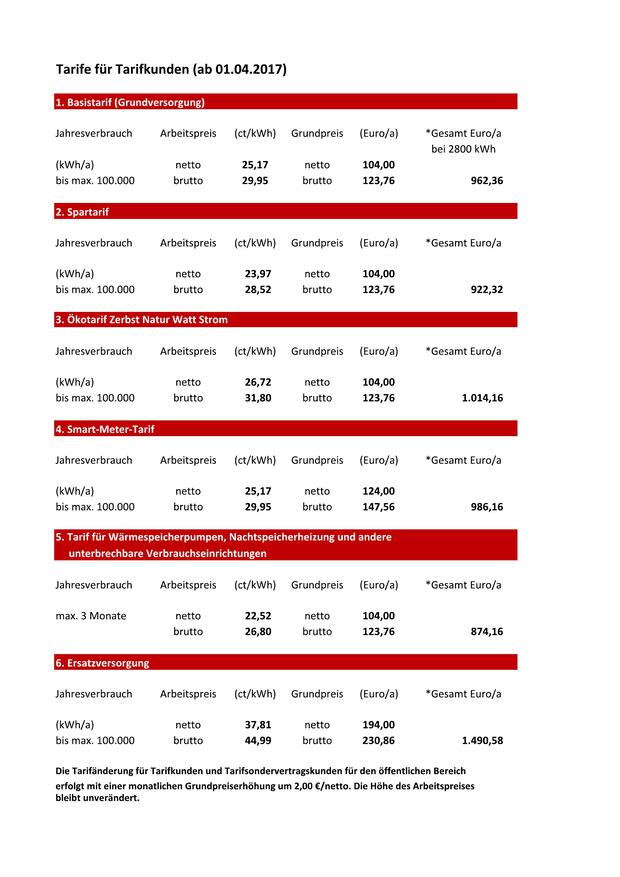 Tarife für Tarifkunden (ab 01.04.2017)
1. Basistarif (Grundversorgung)
Jahresverbrauch Arbeitspreis (ct/kWh) Grundpreis (Euro/a) *Gesamt Euro/a
bei 2800 kWh
(kWh/a) netto 25,17 netto 104,00
bis max. 100.000 brutto 29,95 brutto 123,76 962,36
2. Spartarif
Jahresverbrauch Arbeitspreis (ct/kWh) Grundpreis (Euro/a) *Gesamt Euro/a
(kWh/a) netto 23,97 netto 104,00
bis max. 100.000 brutto 28,52 brutto 123,76 922,32
3. Ökotarif Zerbst Natur Watt Strom
Jahresverbrauch Arbeitspreis (ct/kWh) Grundpreis (Euro/a) *Gesamt Euro/a
(kWh/a) netto 26,72 netto 104,00
bis max. 100.000 brutto 31,80 brutto 123,76 1.014,16
4. Smart-Meter-Tarif
Jahresverbrauch Arbeitspreis (ct/kWh) Grundpreis (Euro/a) *Gesamt Euro/a
(kWh/a) netto 25,17 netto 124,00
bis max. 100.000 brutto 29,95 brutto 147,56 986,16
5. Tarif für Wärmespeicherpumpen, Nachtspeicherheizung und andere
unterbrechbare Verbrauchseinrichtungen
Jahresverbrauch Arbeitspreis (ct/kWh) Grundpreis (Euro/a) *Gesamt Euro/a
max. 3 Monate netto 22,52 netto 104,00
brutto 26,80 brutto 123,76 874,16
6. Ersatzversorgung
Jahresverbrauch Arbeitspreis (ct/kWh) Grundpreis (Euro/a) *Gesamt Euro/a
(kWh/a) netto 37,81 netto 194,00
bis max. 100.000 brutto 44,99 brutto 230,86 1.490,58
Die Tarifänderung für Tarifkunden und Tarifsondervertragskunden für den öffentlichen Bereich
erfolgt mit einer monatlichen Grundpreiserhöhung um 2,00 €/netto. Die Höhe des Arbeitspreises
bleibt unverändert.